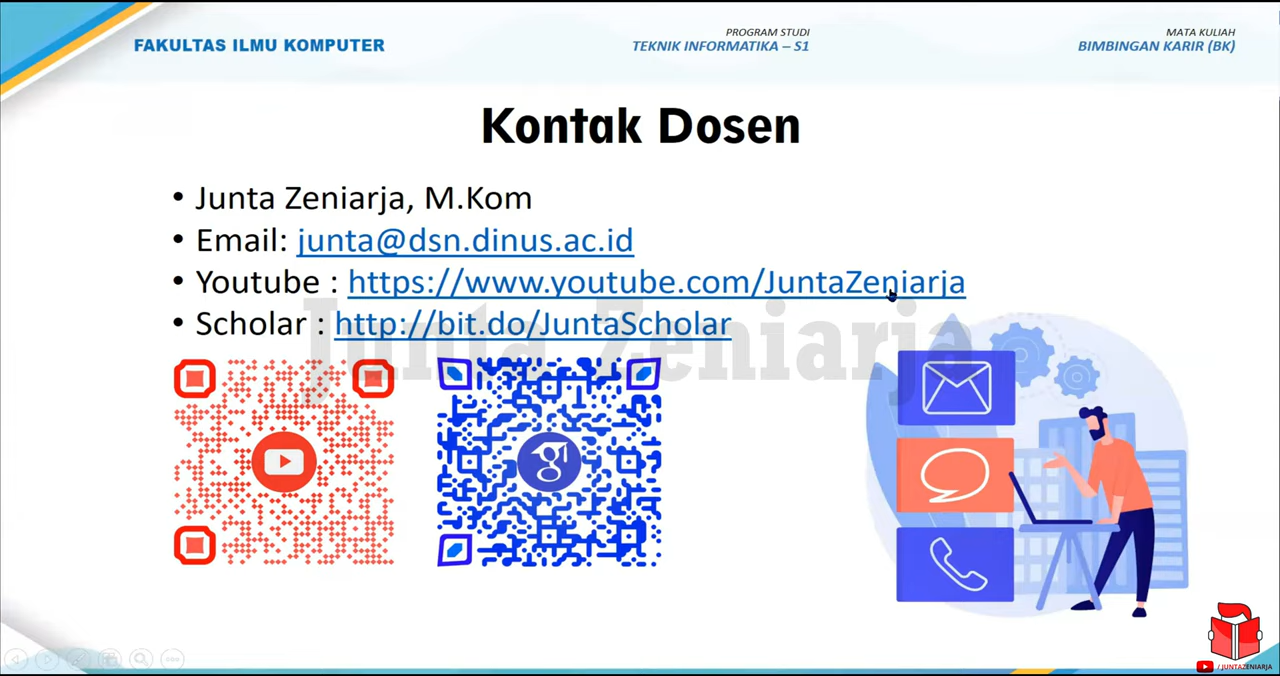 FAKULTAS ILMU KOMPUTER
PROGRAM STUDI
TEKNIK INFORMATIKA – S1
MATA KULIAH
BIMBINGAN KARIR (BK)
Kontak Dosen
• Junta Zeniarja, M.Kom
• Email: junta@dsn.dinus.ac.id
• Youtube : https://www.youtube.com/JuntaZeniarja
• Scholar : http://bit.do/JuntaScholar
Junta Zeniarja
/ JUNTAZENIARJA